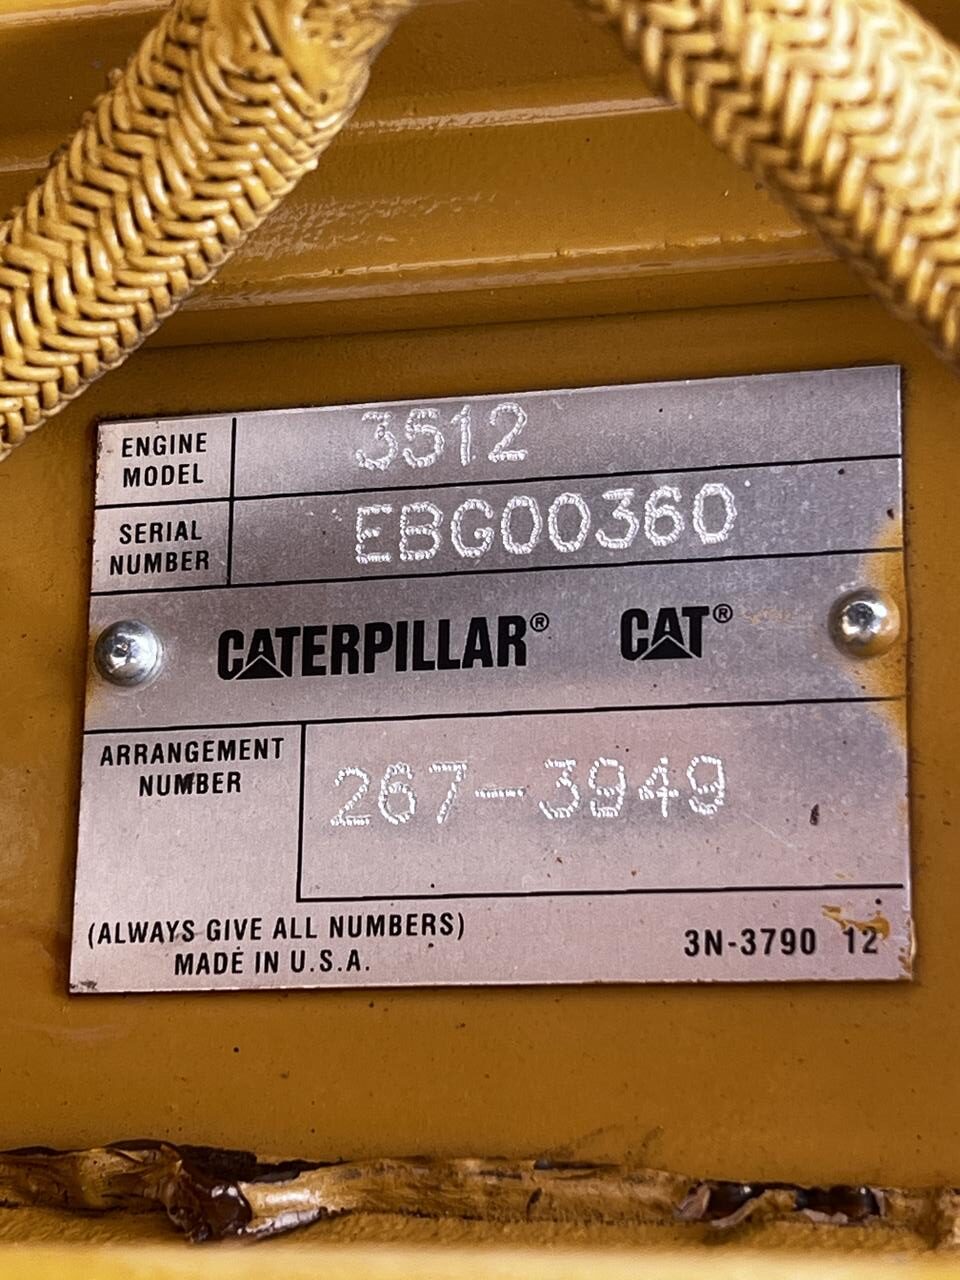 ENGINE MODEL 3512
SERIAL NUMBER EBG00360
CATERPILLAR® CAT®
ARRANGEMENT NUMBER 267-3949
(ALWAYS GIVE ALL NUMBERS)
MADE IN U.S.A.
3N-3790 12